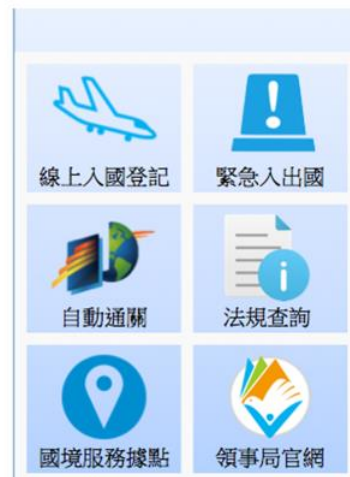 線上入國登記
緊急入出國
自動通關
法規查詢
國境服務據點
領事局官網